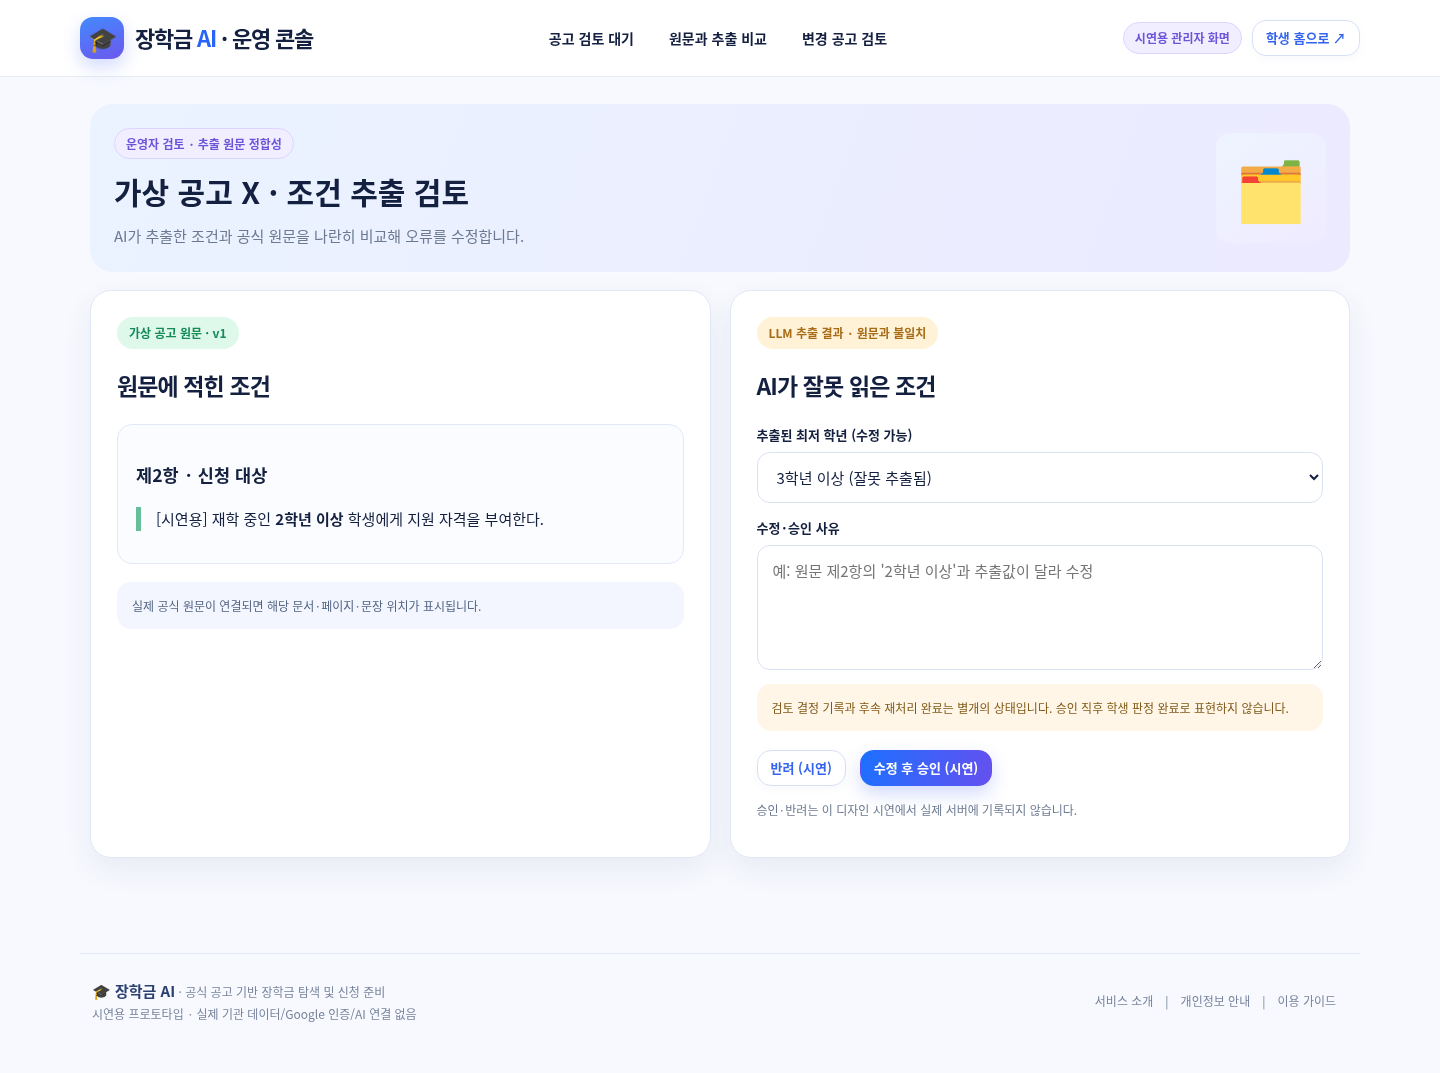 장학금 AI · 운영 콘솔
공고 검토 대기
원문과 추출 비교
변경 공고 검토
시연용 관리자 화면
학생 홈으로 ↗
운영자 검토 · 추출 원문 정합성
가상 공고 X · 조건 추출 검토
AI가 추출한 조건과 공식 원문을 나란히 비교해 오류를 수정합니다.
가상 공고 원문 · v1
원문에 적힌 조건
제2항 · 신청 대상
[시연용] 재학 중인 2학년 이상 학생에게 지원 자격을 부여한다.
실제 공식 원문이 연결되면 해당 문서·페이지·문장 위치가 표시됩니다.
LLM 추출 결과 · 원문과 불일치
AI가 잘못 읽은 조건
추출된 최저 학년 (수정 가능)
3학년 이상 (잘못 추출됨)
수정·승인 사유
예: 원문 제2항의 '2학년 이상'과 추출값이 달라 수정
검토 결정 기록과 후속 재처리 완료는 별개의 상태입니다. 승인 직후 학생 판정 완료로 표현하지 않습니다.
반려 (시연)
수정 후 승인 (시연)
승인·반려는 이 디자인 시연에서 실제 서버에 기록되지 않습니다.
장학금 AI · 공식 공고 기반 장학금 탐색 및 신청 준비
시연용 프로토타입 · 실제 기관 데이터/Google 인증/AI 연결 없음
서비스 소개 | 개인정보 안내 | 이용 가이드